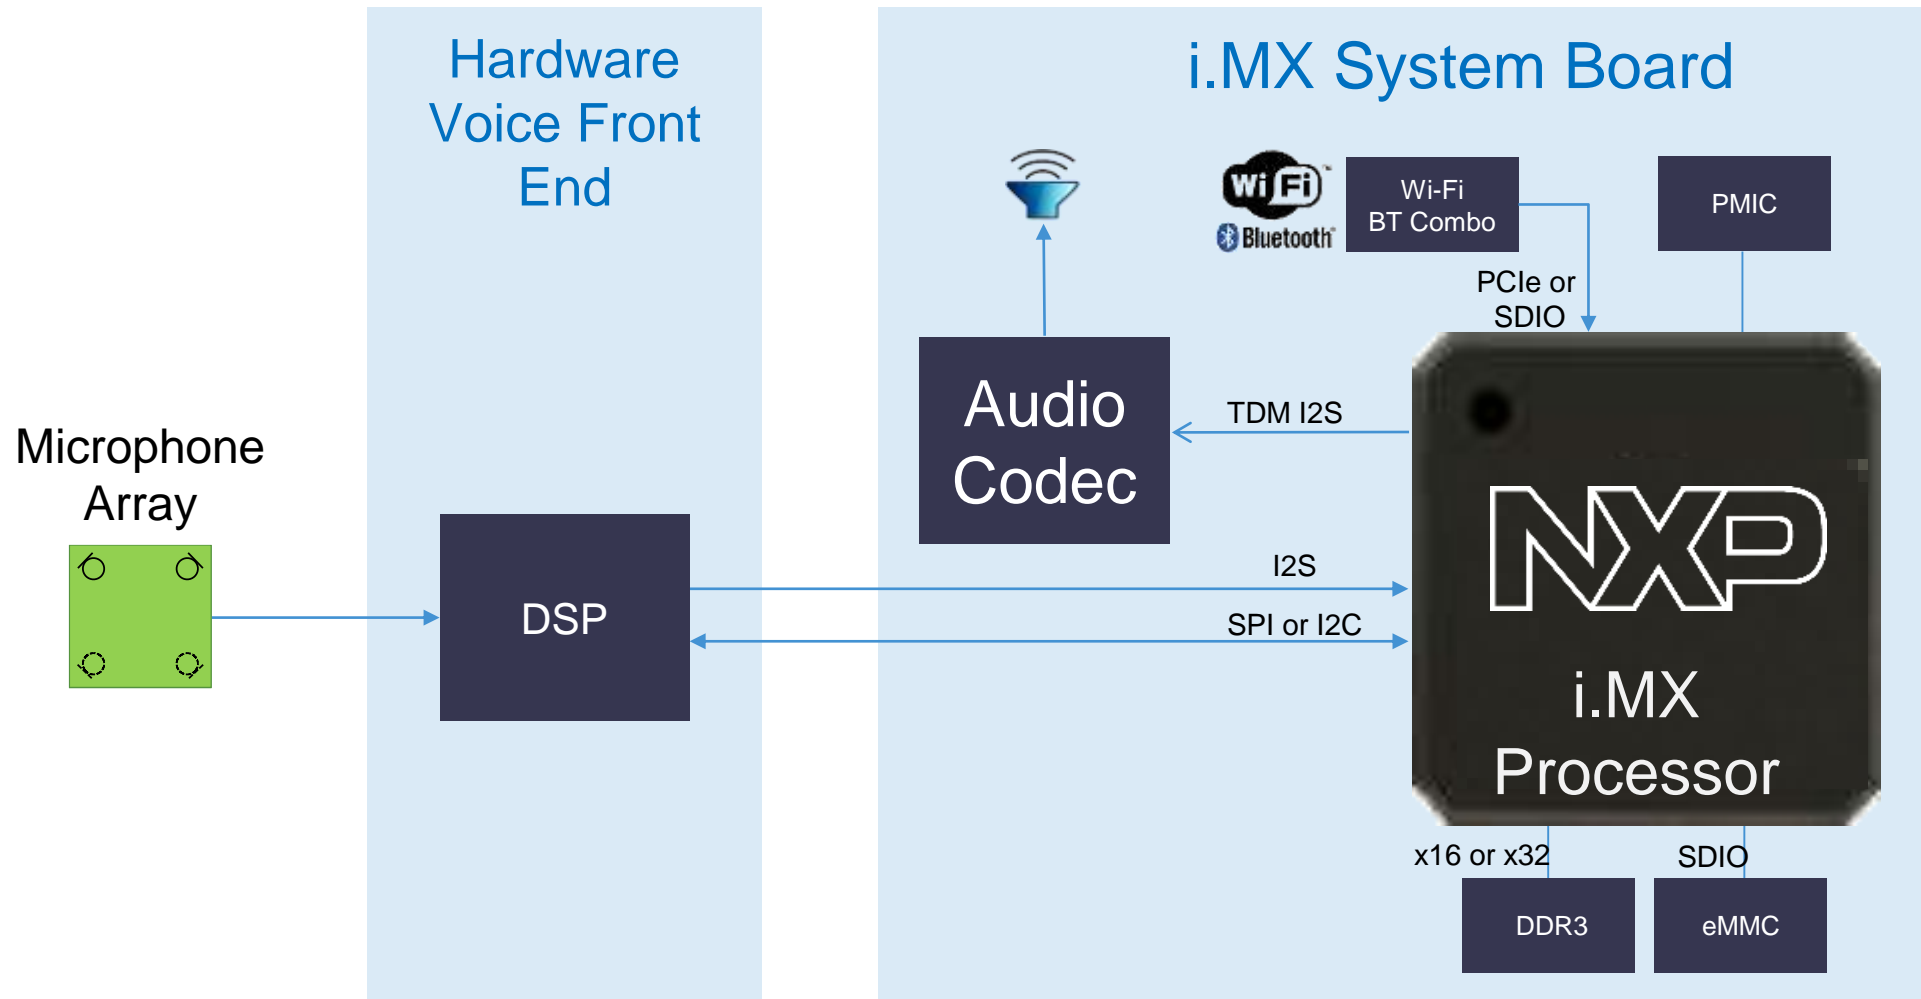 Hardware
Voice Front
End
i.MX System Board
WiFi
™
Bluetooth®
Wi-Fi
BT Combo
PMIC
PCIe or
SDIO
Audio
Codec
TDM I2S
Microphone
Array
DSP
I2S
SPI or I2C
NXP
i.MX
Processor
x16 or x32
SDIO
DDR3
eMMC